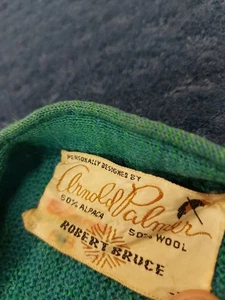 PERSONALLY DESIGNED BY
Arnold Palmer
50% ALPACA 50% WOOL
ROBERT BRUCE